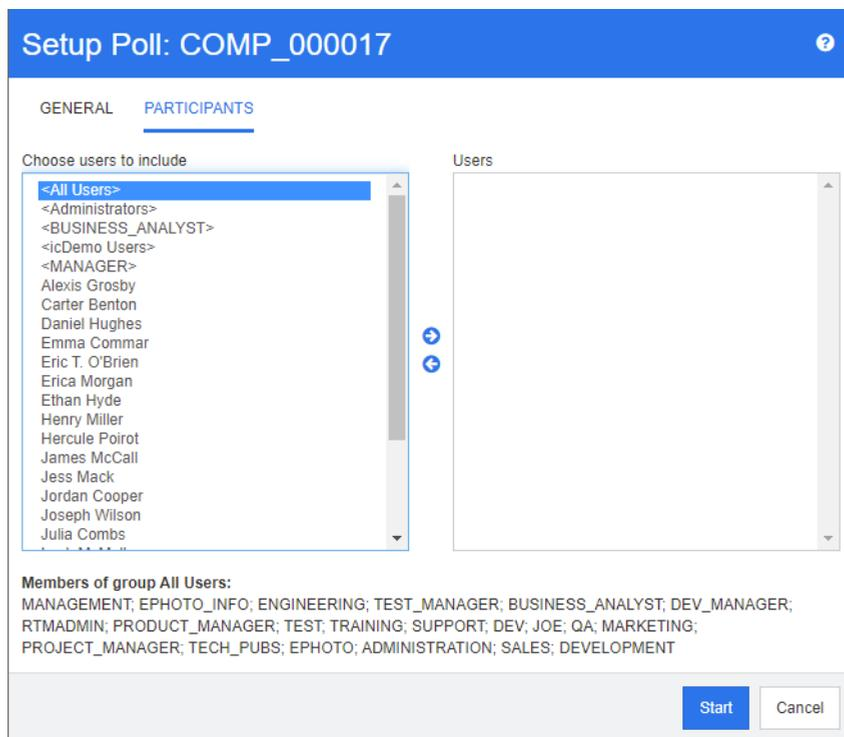 Setup Poll: COMP_000017
?
GENERAL PARTICIPANTS
Choose users to include
Users
<All Users>
<Administrators>
<BUSINESS_ANALYST>
<icDemo Users>
<MANAGER>
Alexis Grosby
Carter Benton
Daniel Hughes
Emma Commar
Eric T. O'Brien
Erica Morgan
Ethan Hyde
Henry Miller
Hercule Poirot
James McCall
Jess Mack
Jordan Cooper
Joseph Wilson
Julia Combs
Members of group All Users:
MANAGEMENT; EPHOTO_INFO; ENGINEERING; TEST_MANAGER; BUSINESS_ANALYST; DEV_MANAGER;
RTMADMIN; PRODUCT_MANAGER; TEST; TRAINING; SUPPORT; DEV; JOE; QA; MARKETING;
PROJECT_MANAGER; TECH_PUBS; EPHOTO; ADMINISTRATION; SALES; DEVELOPMENT
Start Cancel